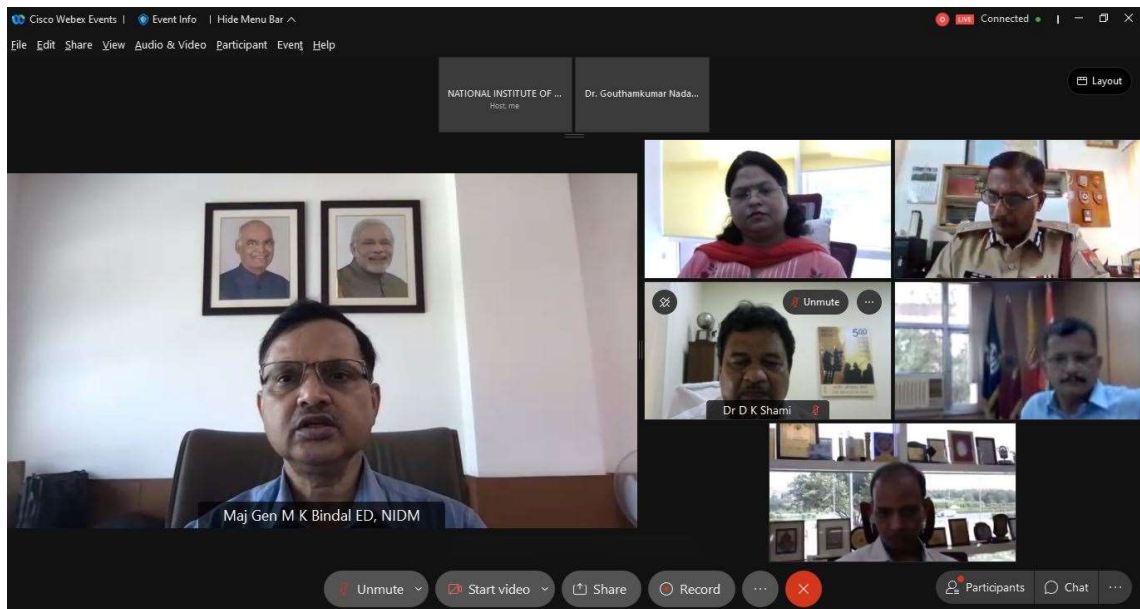 Cisco Webex Events | Event Info | Hide Menu Bar
LIVE Connected
File Edit Share View Audio & Video Participant Event Help
Layout
NATIONAL INSTITUTE OF ...
Host, me
Dr. Gouthamkumar Nada...
Unmute
500
Dr D K Shami
Maj Gen M K Bindal ED, NIDM
Unmute Start video Share Record
Participants Chat